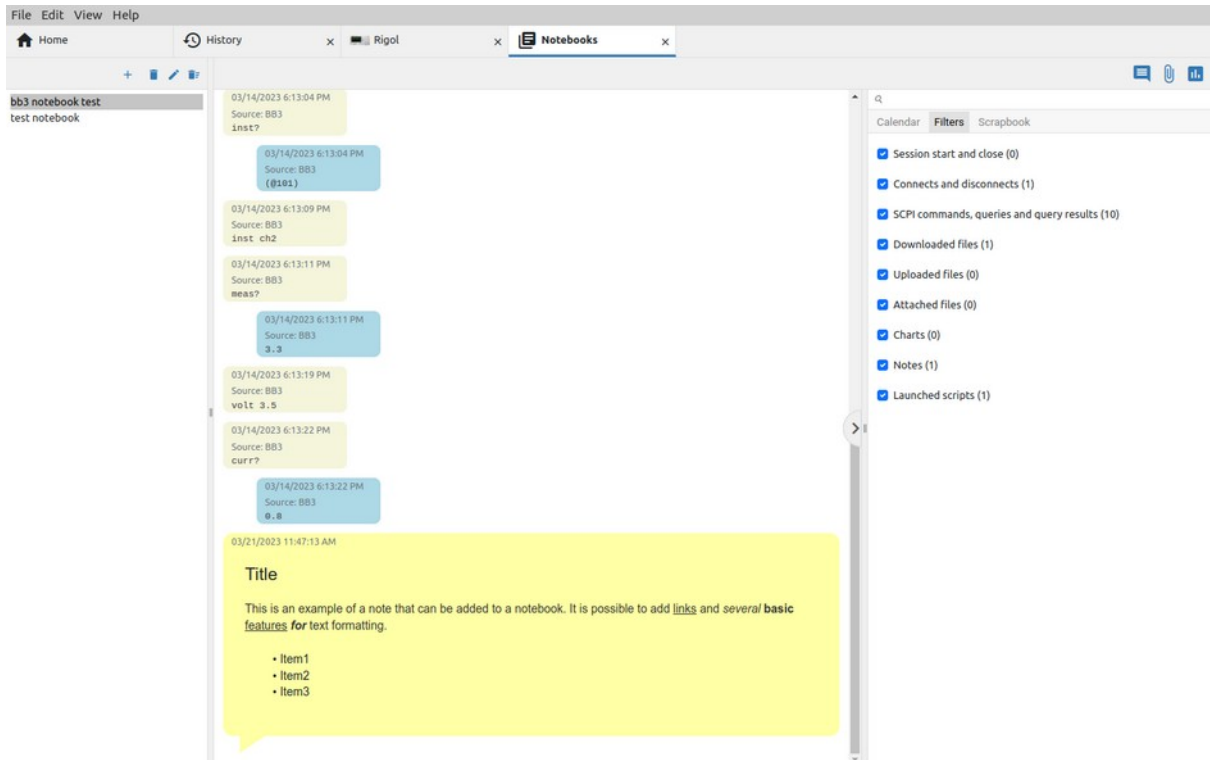 File Edit View Help
Home History x Rigol x Notebooks x
bb3 notebook test
test notebook
03/14/2023 6:13:04 PM
Source: BB3
inst?
03/14/2023 6:13:04 PM
Source: BB3
(@101)
03/14/2023 6:13:09 PM
Source: BB3
inst ch2
03/14/2023 6:13:11 PM
Source: BB3
meas?
03/14/2023 6:13:11 PM
Source: BB3
3.3
03/14/2023 6:13:19 PM
Source: BB3
volt 3.5
03/14/2023 6:13:22 PM
Source: BB3
curr?
03/14/2023 6:13:22 PM
Source: BB3
0.8
03/21/2023 11:47:13 AM
Title
This is an example of a note that can be added to a notebook. It is possible to add links and several basic
features for text formatting.
• Item1
• Item2
• Item3
Calendar Filters Scrapbook
Session start and close (0)
Connects and disconnects (1)
SCPI commands, queries and query results (10)
Downloaded files (1)
Uploaded files (0)
Attached files (0)
Charts (0)
Notes (1)
Launched scripts (1)